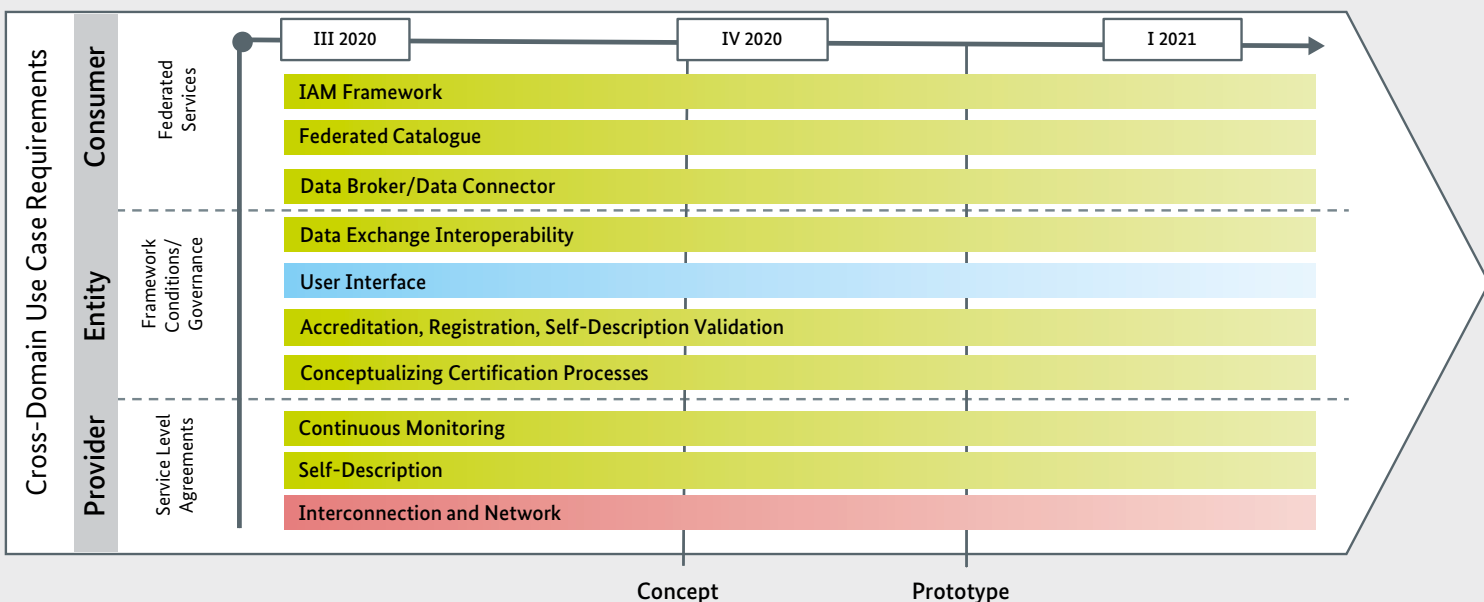 Cross-Domain Use Case Requirements
Consumer
Entity
Provider
Federated
Services
Framework
Conditions/
Governance
Service Level
Agreements
III 2020
IV 2020
I 2021
IAM Framework
Federated Catalogue
Data Broker/Data Connector
Data Exchange Interoperability
User Interface
Accreditation, Registration, Self-Description Validation
Conceptualizing Certification Processes
Continuous Monitoring
Self-Description
Interconnection and Network
Concept
Prototype